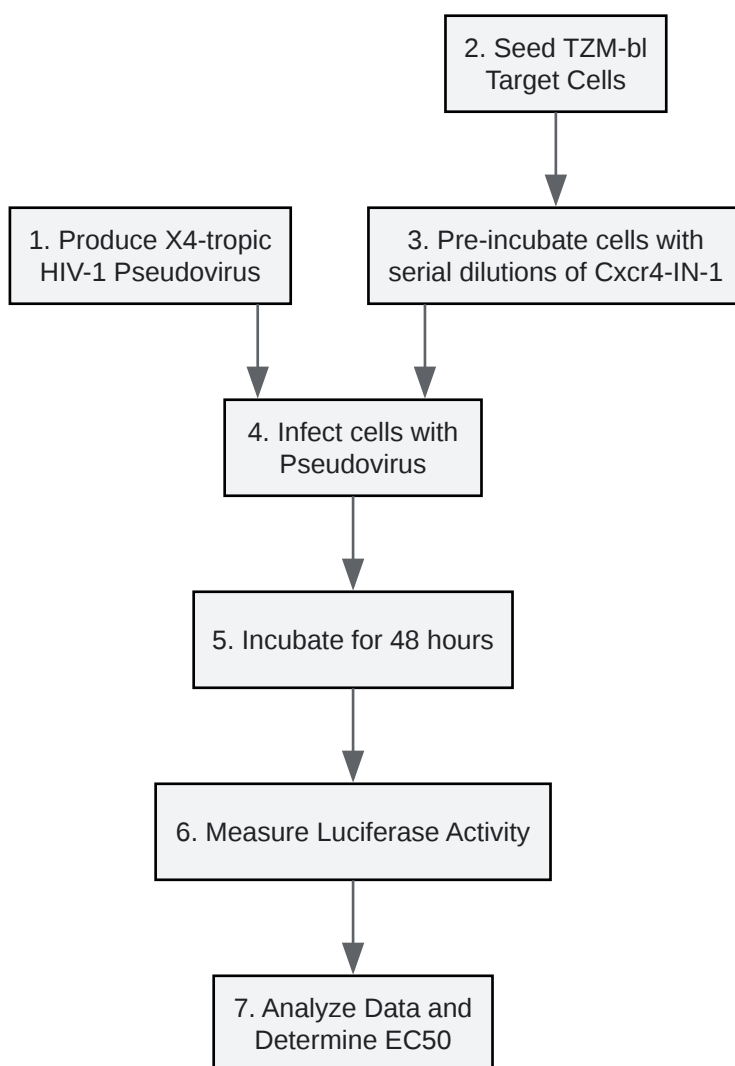 2. Seed TZM-bl
Target Cells
1. Produce X4-tropic
HIV-1 Pseudovirus
3. Pre-incubate cells with
serial dilutions of Cxcr4-IN-1
4. Infect cells with
Pseudovirus
5. Incubate for 48 hours
6. Measure Luciferase Activity
7. Analyze Data and
Determine EC50